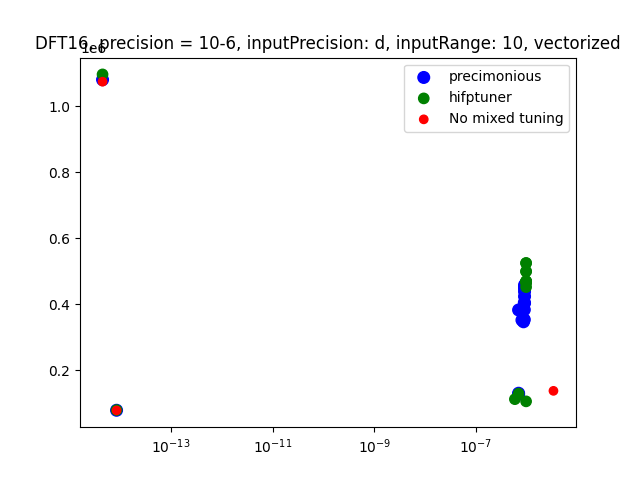 DFT16, precision = 10-6, inputPrecision: d, inputRange: 10, vectorized
1e6
precimonious
hifptuner
No mixed tuning
1.0
0.8
0.6
0.4
0.2
10⁻¹³ 10⁻¹¹ 10⁻⁹ 10⁻⁷